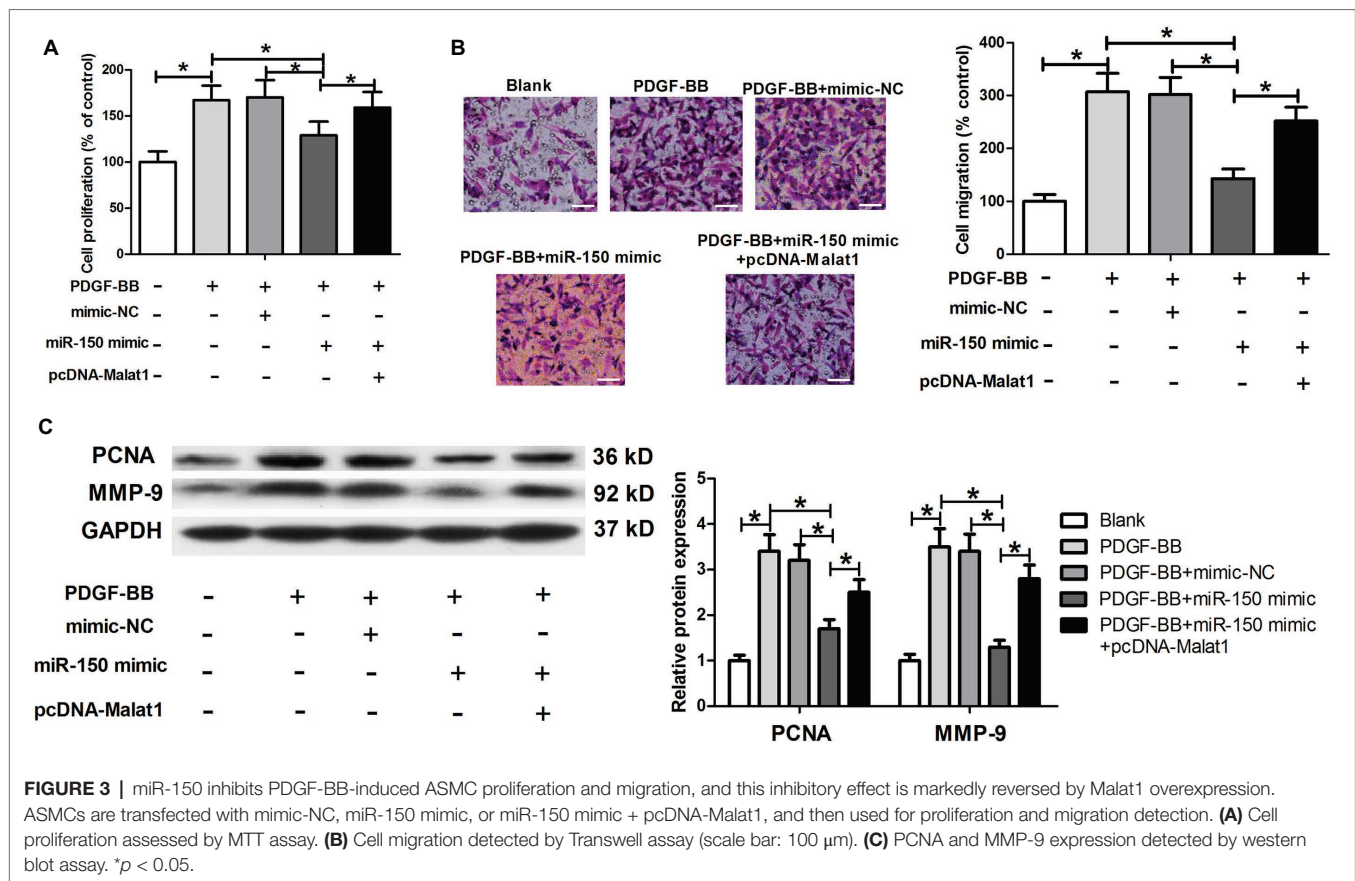 A
Cell proliferation (% of control)
200
150
100
50
0
* * * *
PDGF-BB - + + + +
mimic-NC - + - -
miR-150 mimic - - - + +
pcDNA-Malat1 - - - - +
B
Blank
PDGF-BB
PDGF-BB+mimic-NC
PDGF-BB+miR-150 mimic
PDGF-BB+miR-150 mimic
+pcDNA-Malat1
Cell migration (% control)
400
300
200
100
0
* * * *
PDGF-BB - + + + +
mimic-NC - - + - -
miR-150 mimic - - - + +
pcDNA-Malat1 - - - - +
C
PCNA 36 kD
MMP-9 92 kD
GAPDH 37 kD
PDGF-BB - + + + +
mimic-NC - - + - -
miR-150 mimic - - - + +
pcDNA-Malat1 - - - - +
Relative protein expression
5
4
3
2
1
0
* * * *
* * * *
PCNA MMP-9
Blank
PDGF-BB
PDGF-BB+mimic-NC
PDGF-BB+miR-150 mimic
PDGF-BB+miR-150 mimic
+pcDNA-Malat1
FIGURE 3 | miR-150 inhibits PDGF-BB-induced ASMC proliferation and migration, and this inhibitory effect is markedly reversed by Malat1 overexpression.
ASMCs are transfected with mimic-NC, miR-150 mimic, or miR-150 mimic + pcDNA-Malat1, and then used for proliferation and migration detection. (A) Cell
proliferation assessed by MTT assay. (B) Cell migration detected by Transwell assay (scale bar: 100 μm). (C) PCNA and MMP-9 expression detected by western
blot assay. *p < 0.05.